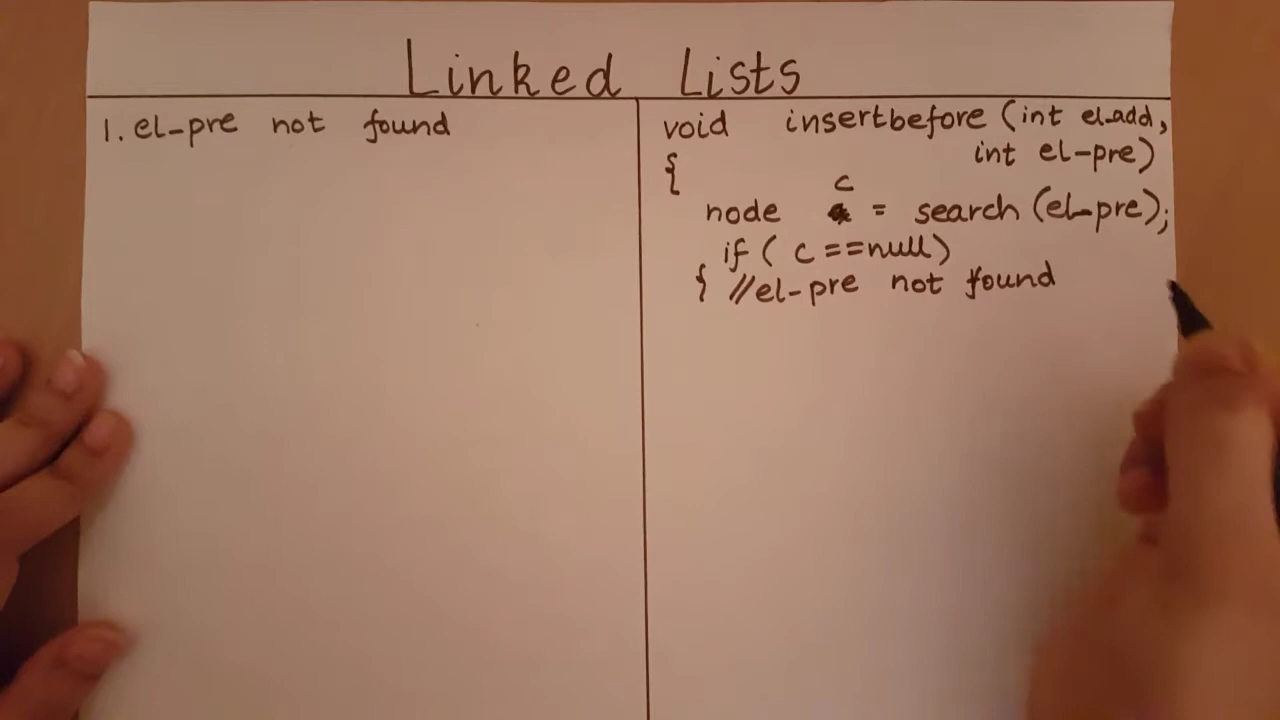 Linked Lists
1. el-pre not found
void insertbefore (int el-add,
int el-pre)
{
c
node = search (el-pre);
if ( c ==null)
{ //el-pre not found